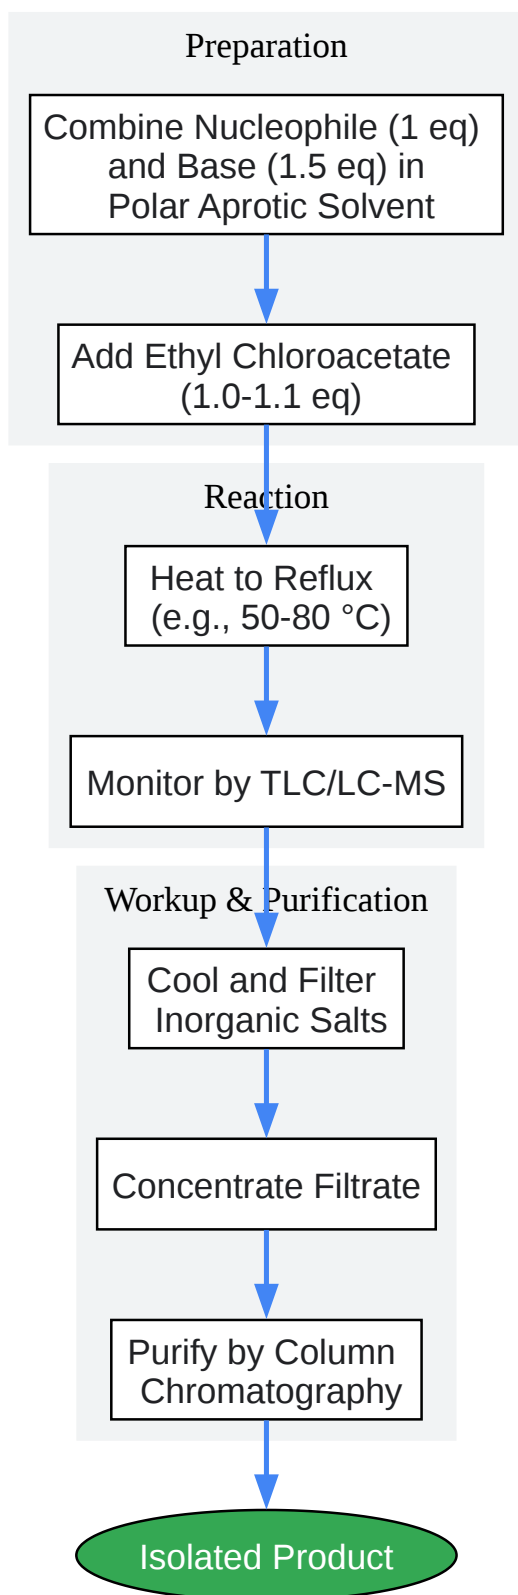 Preparation
Combine Nucleophile (1 eq)
and Base (1.5 eq) in
Polar Aprotic Solvent
Add Ethyl Chloroacetate
(1.0-1.1 eq)
Reaction
Heat to Reflux
(e.g., 50-80 °C)
Monitor by TLC/LC-MS
Workup & Purification
Cool and Filter
Inorganic Salts
Concentrate Filtrate
Purify by Column
Chromatography
Isolated Product